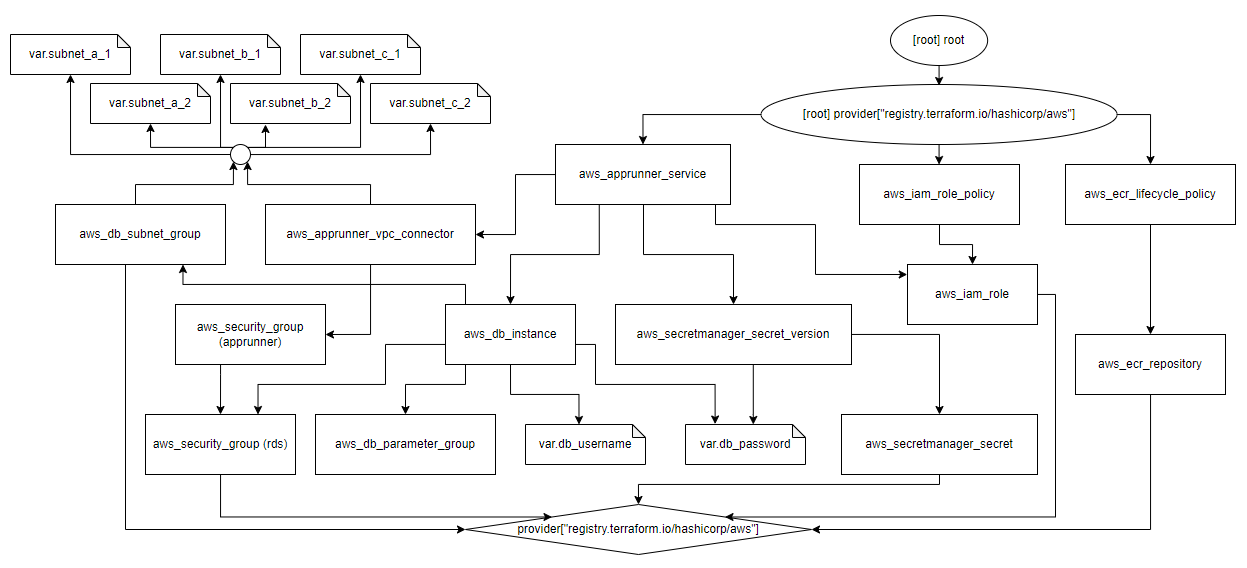 [root] root
var.subnet_a_1
var.subnet_b_1
var.subnet_c_1
var.subnet_a_2
var.subnet_b_2
var.subnet_c_2
[root] provider["registry.terraform.io/hashicorp/aws"]
aws_apprunner_service
aws_iam_role_policy
aws_ecr_lifecycle_policy
aws_db_subnet_group
aws_apprunner_vpc_connector
aws_iam_role
aws_security_group
(apprunner)
aws_db_instance
aws_secretmanager_secret_version
aws_ecr_repository
aws_security_group (rds)
aws_db_parameter_group
var.db_username
var.db_password
aws_secretmanager_secret
provider["registry.terraform.io/hashicorp/aws"]